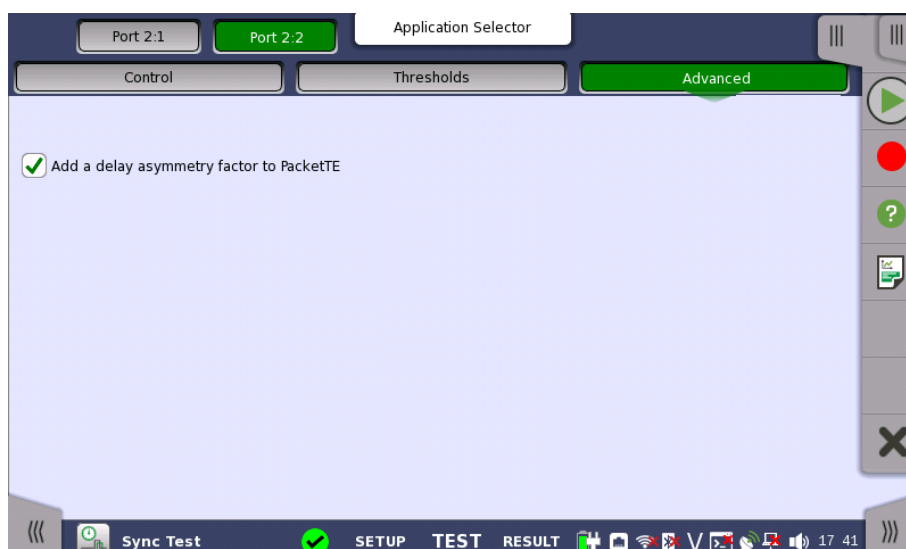 Port 2:1 Port 2:2 Application Selector
Control Thresholds Advanced
Add a delay asymmetry factor to PacketTE
Sync Test SETUP TEST RESULT 17 41